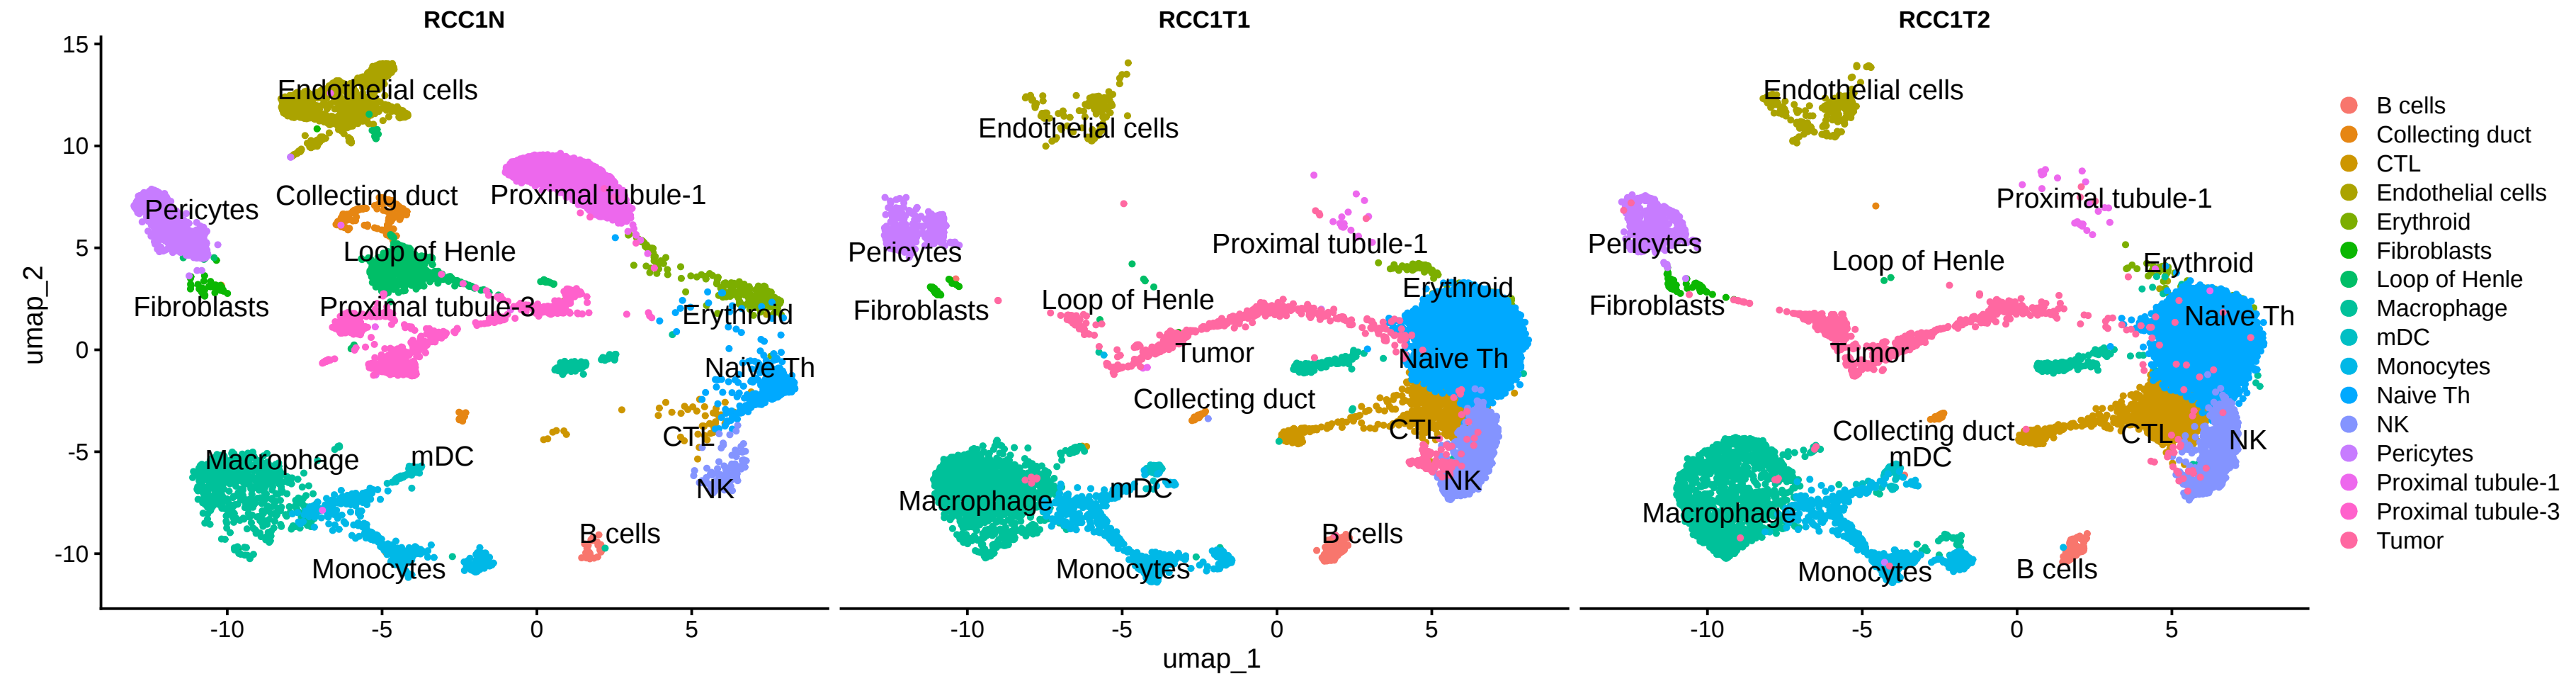 RCC1N
RCC1T1
RCC1T2
umap_2
15
10
5
0
-5
-10
Endothelial cells
Collecting duct
Proximal tubule-1
Pericytes
Loop of Henle
Fibroblasts
Proximal tubule-3
Erythroid
Naive Th
CTL
Macrophage
mDC
NK
B cells
Monocytes
-10
-5
0
5
Endothelial cells
Pericytes
Proximal tubule-1
Erythroid
Loop of Henle
Fibroblasts
Tumor
Naive Th
Collecting duct
CTL
NK
mDC
Macrophage
B cells
Monocytes
-10
-5
0
5
Endothelial cells
Proximal tubule-1
Pericytes
Loop of Henle
Erythroid
Fibroblasts
Naive Th
Tumor
Collecting duct
CTL
NK
mDC
Macrophage
Monocytes
B cells
-10
-5
0
5
umap_1
B cells
Collecting duct
CTL
Endothelial cells
Erythroid
Fibroblasts
Loop of Henle
Macrophage
mDC
Monocytes
Naive Th
NK
Pericytes
Proximal tubule-1
Proximal tubule-3
Tumor